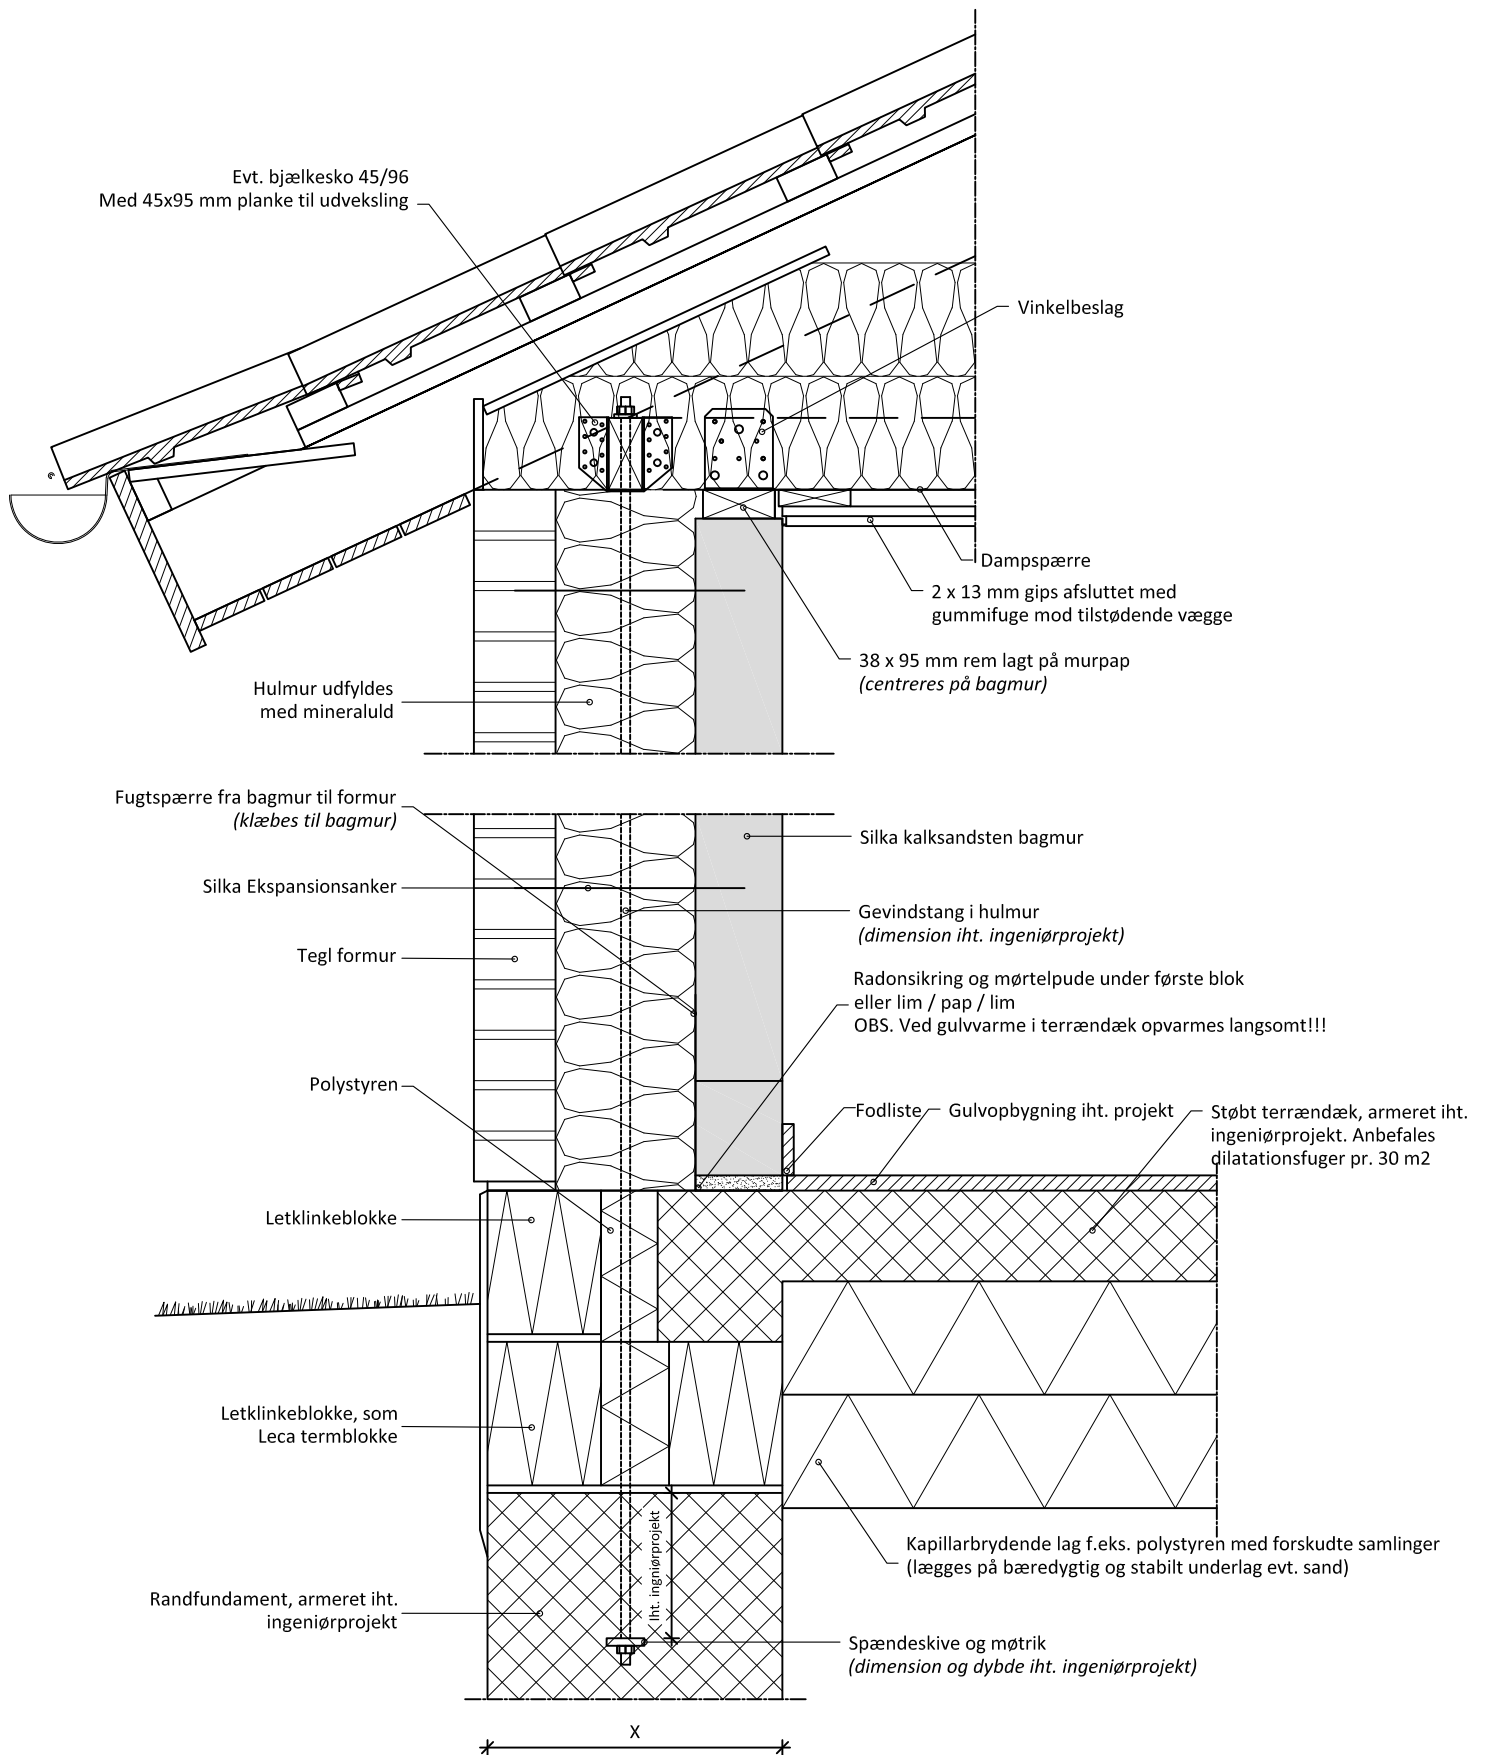 Evt. bjælkesko 45/96
Med 45x95 mm planke til udveksling
Vinkelbeslag
Dampspærre
2 x 13 mm gips afsluttet med
gummifuge mod tilstødende vægge
38 x 95 mm rem lagt på murpap
(centreres på bagmur)
Hulmur udfyldes
med mineraluld
Fugtspærre fra bagmur til formur
(klæbes til bagmur)
Silka kalksandsten bagmur
Silka Ekspansionsanker
Gevindstang i hulmur
(dimension iht. ingeniørprojekt)
Tegl formur
Radonsikring og mørtelpude under første blok
eller lim / pap / lim
OBS. Ved gulvvarme i terrændæk opvarmes langsomt!!!
Polystyren
Fodliste
Gulvopbygning iht. projekt
Støbt terrændæk, armeret iht.
ingeniørprojekt. Anbefales
dilatationsfuger pr. 30 m2
Letklinkeblokke
Letklinkeblokke, som
Leca termblokke
Iht. ingniørprojekt
Kapillarbrydende lag f.eks. polystyren med forskudte samlinger
(lægges på bæredygtig og stabilt underlag evt. sand)
Randfundament, armeret iht.
ingeniørprojekt
Spændeskive og møtrik
(dimension og dybde iht. ingeniørprojekt)
X